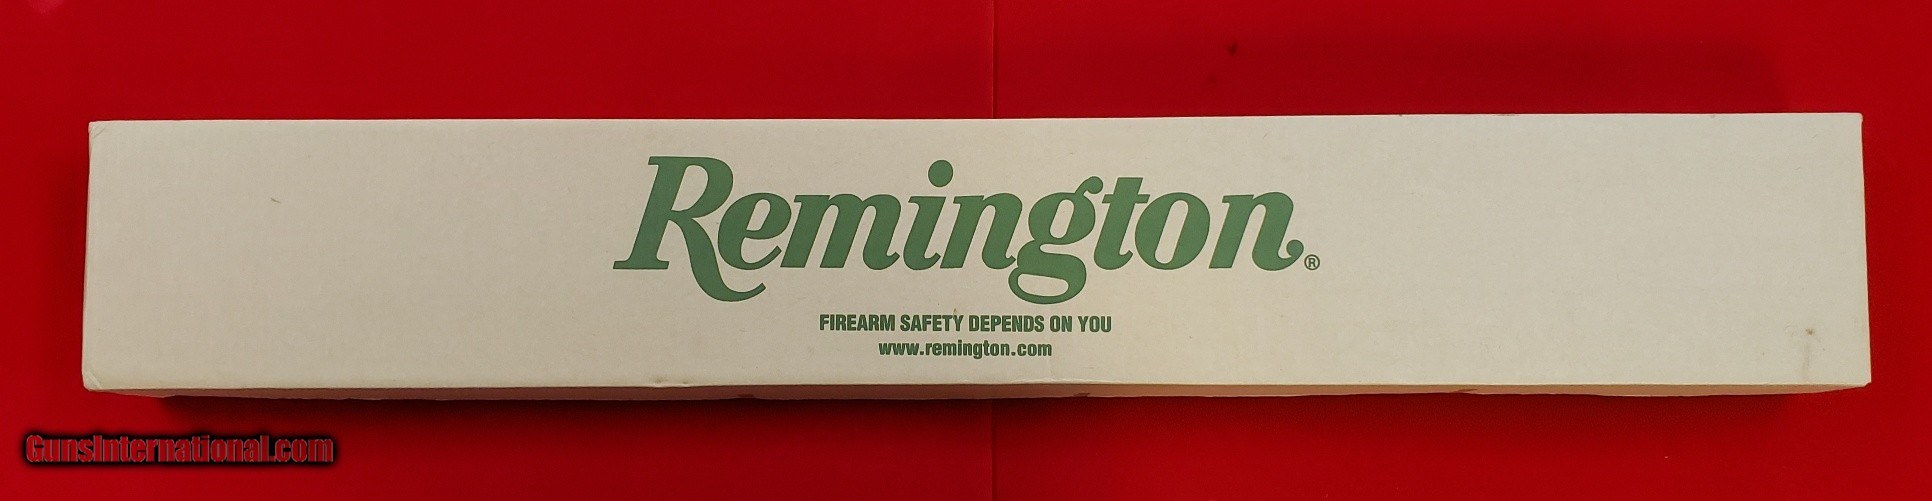 Remington®
FIREARM SAFETY DEPENDS ON YOU
www.remington.com
GunsInternational.com